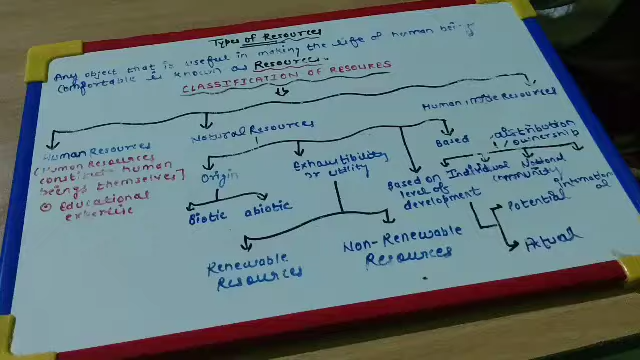 Types of Resources
Any object that is useful in making the life of human being
comfortable is known as Resources.
CLASSIFICATION OF RESOURES
Human Resources
(Human Resources
constitute human
beings themselves]
Educational
expertise
Natural Resources
Human made Resources
Origin
Biotic abiotic
Exhaustibility
or utility
Renewable
Resources
Non-Renewable
Resources
Based on
level of
development
Potential
Actual
Based distribution
/ownership
Individual National
Community
International